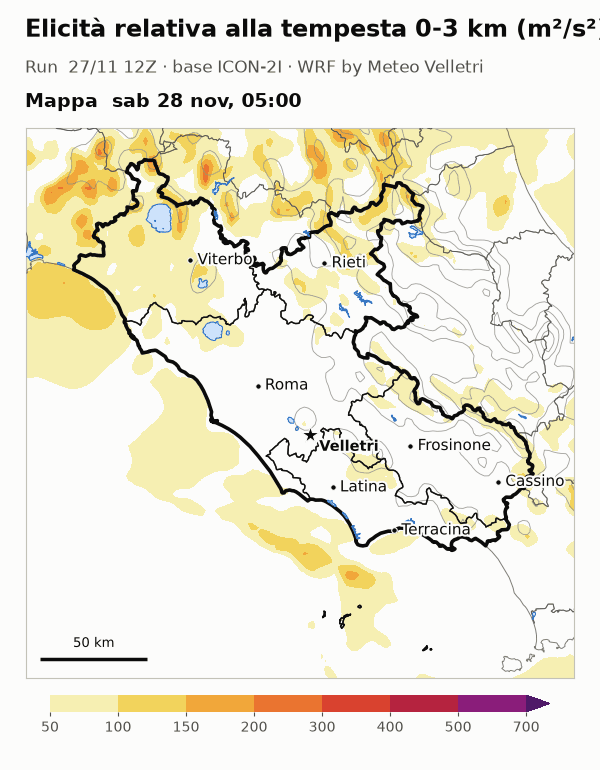 Elicità relativa alla tempesta 0-3 km (m²/s²)
Run 27/11 12Z · base ICON-2I · WRF by Meteo Velletri
Mappa sab 28 nov, 05:00
Viterbo
Rieti
Roma
Velletri
Frosinone
Cassino
Latina
Terracina
50 km
50 100 150 200 300 400 500 700